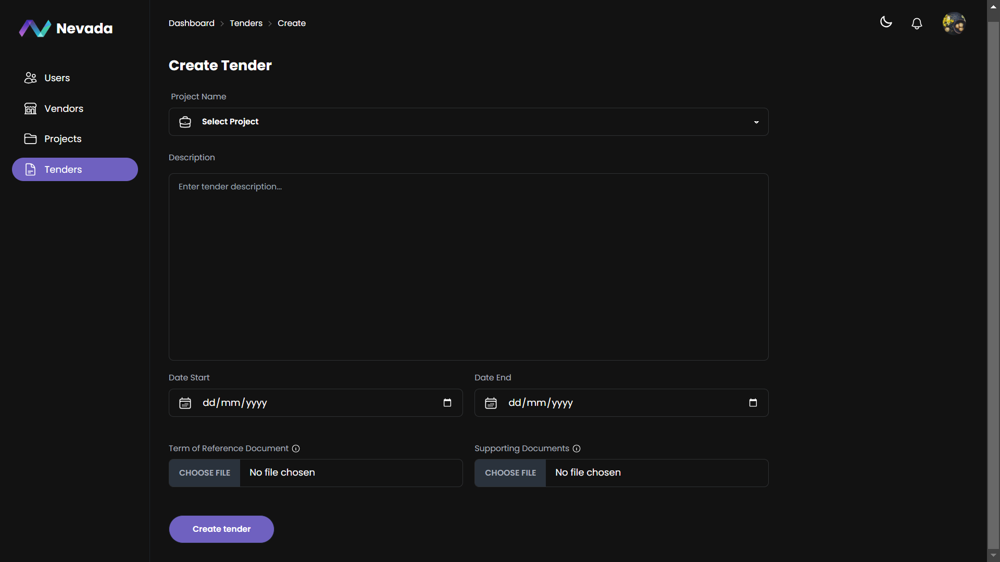 Nevada
Dashboard > Tenders > Create
Users
Vendors
Projects
Tenders
Create Tender
Project Name
Select Project
Description
Enter tender description...
Date Start
Date End
dd/mm/yyyy
dd/mm/yyyy
Term of Reference Document
Supporting Documents
CHOOSE FILE No file chosen
CHOOSE FILE No file chosen
Create tender